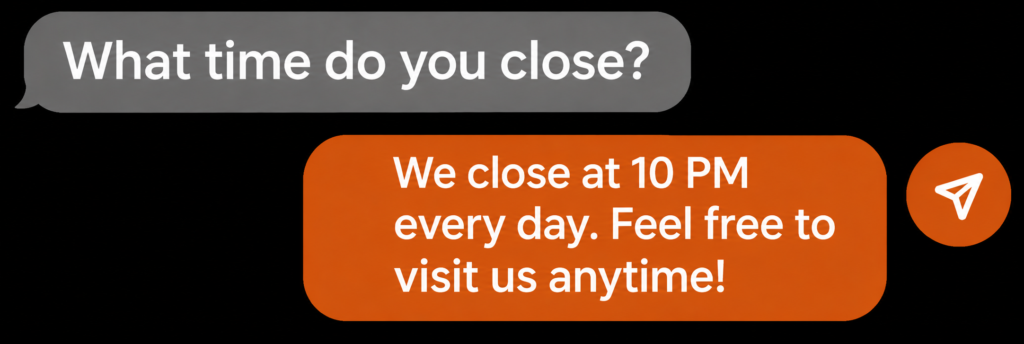 What time do you close?
We close at 10 PM
every day. Feel free to
visit us anytime!